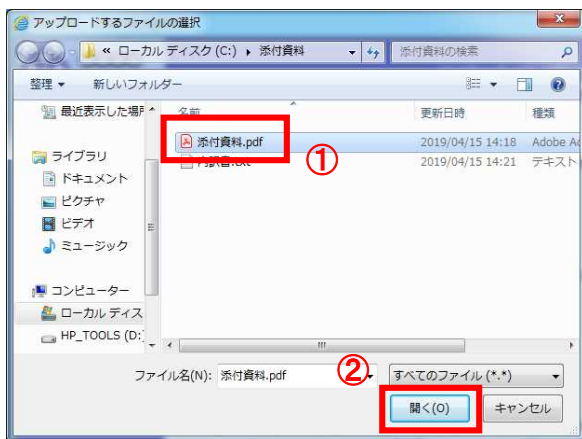 アップロードするファイルの選択
« ローカル ディスク (C:) ▸ 添付資料
添付資料の検索
整理 ▼ 新しいフォルダー
最近表示した場所
ライブラリ
ドキュメント
ピクチャ
ビデオ
ミュージック
コンピューター
ローカル ディス
HP_TOOLS (D:
名前 更新日時 種類
添付資料.pdf 2019/04/15 14:18 Adobe Ac
2019/04/15 14:21 テキスト
①
ファイル名(N): 添付資料.pdf
すべてのファイル (*.*)
②
開く(O) キャンセル